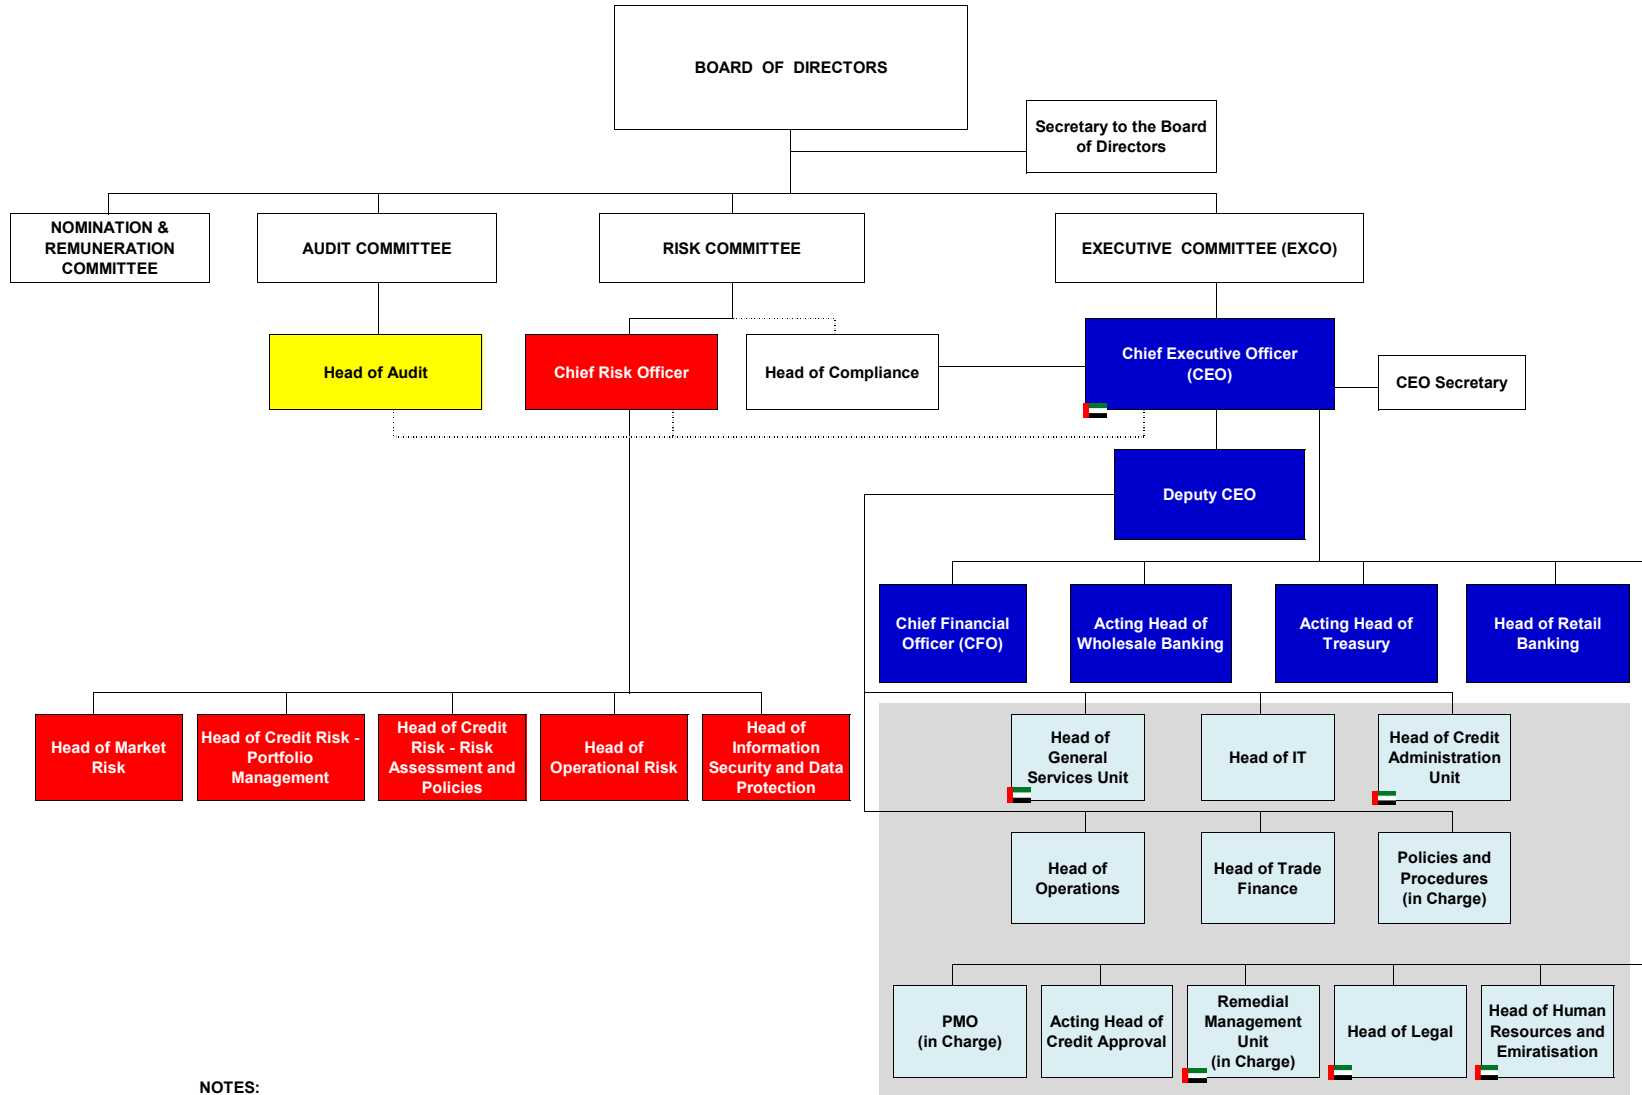 BOARD OF DIRECTORS
Secretary to the Board
of Directors
NOMINATION &
REMUNERATION
COMMITTEE
AUDIT COMMITTEE
RISK COMMITTEE
EXECUTIVE COMMITTEE (EXCO)
Head of Audit
Chief Risk Officer
Head of Compliance
Chief Executive Officer
(CEO)
CEO Secretary
Deputy CEO
Chief Financial
Officer (CFO)
Acting Head of
Wholesale Banking
Acting Head of
Treasury
Head of Retail
Banking
Head of Market
Risk
Head of Credit Risk -
Portfolio
Management
Head of Credit
Risk - Risk
Assessment and
Policies
Head of
Operational Risk
Head of
Information
Security and Data
Protection
Head of
General
Services Unit
Head of IT
Head of Credit
Administration
Unit
Head of
Operations
Head of Trade
Finance
Policies and
Procedures
(in Charge)
PMO
(in Charge)
Acting Head of
Credit Approval
Remedial
Management
Unit
(in Charge)
Head of Legal
Head of Human
Resources and
Emiratisation
NOTES: